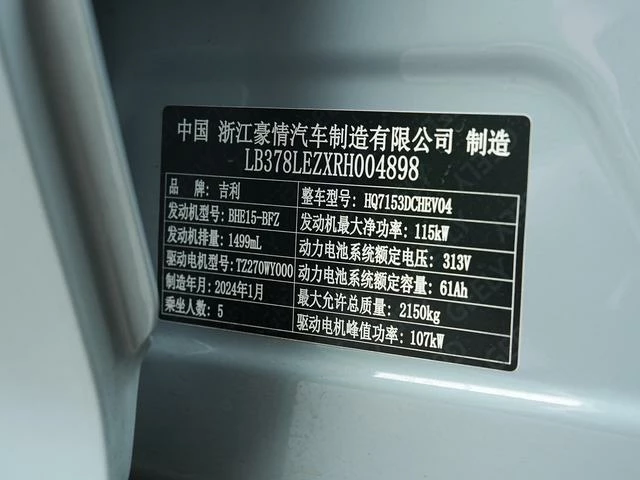 中国 浙江豪情汽车制造有限公司 制造
LB378LEZXRH004898
品牌：吉利
整车型号：HQ7153DCHEV04
发动机型号：BHE15-BFZ
发动机最大净功率：115kW
发动机排量：1499mL
动力电池系统额定电压：313V
驱动电机型号：TZ270WY000
动力电池系统额定容量：61Ah
制造年月：2024年1月
最大允许总质量：2150kg
乘坐人数：5
驱动电机峰值功率：107kW